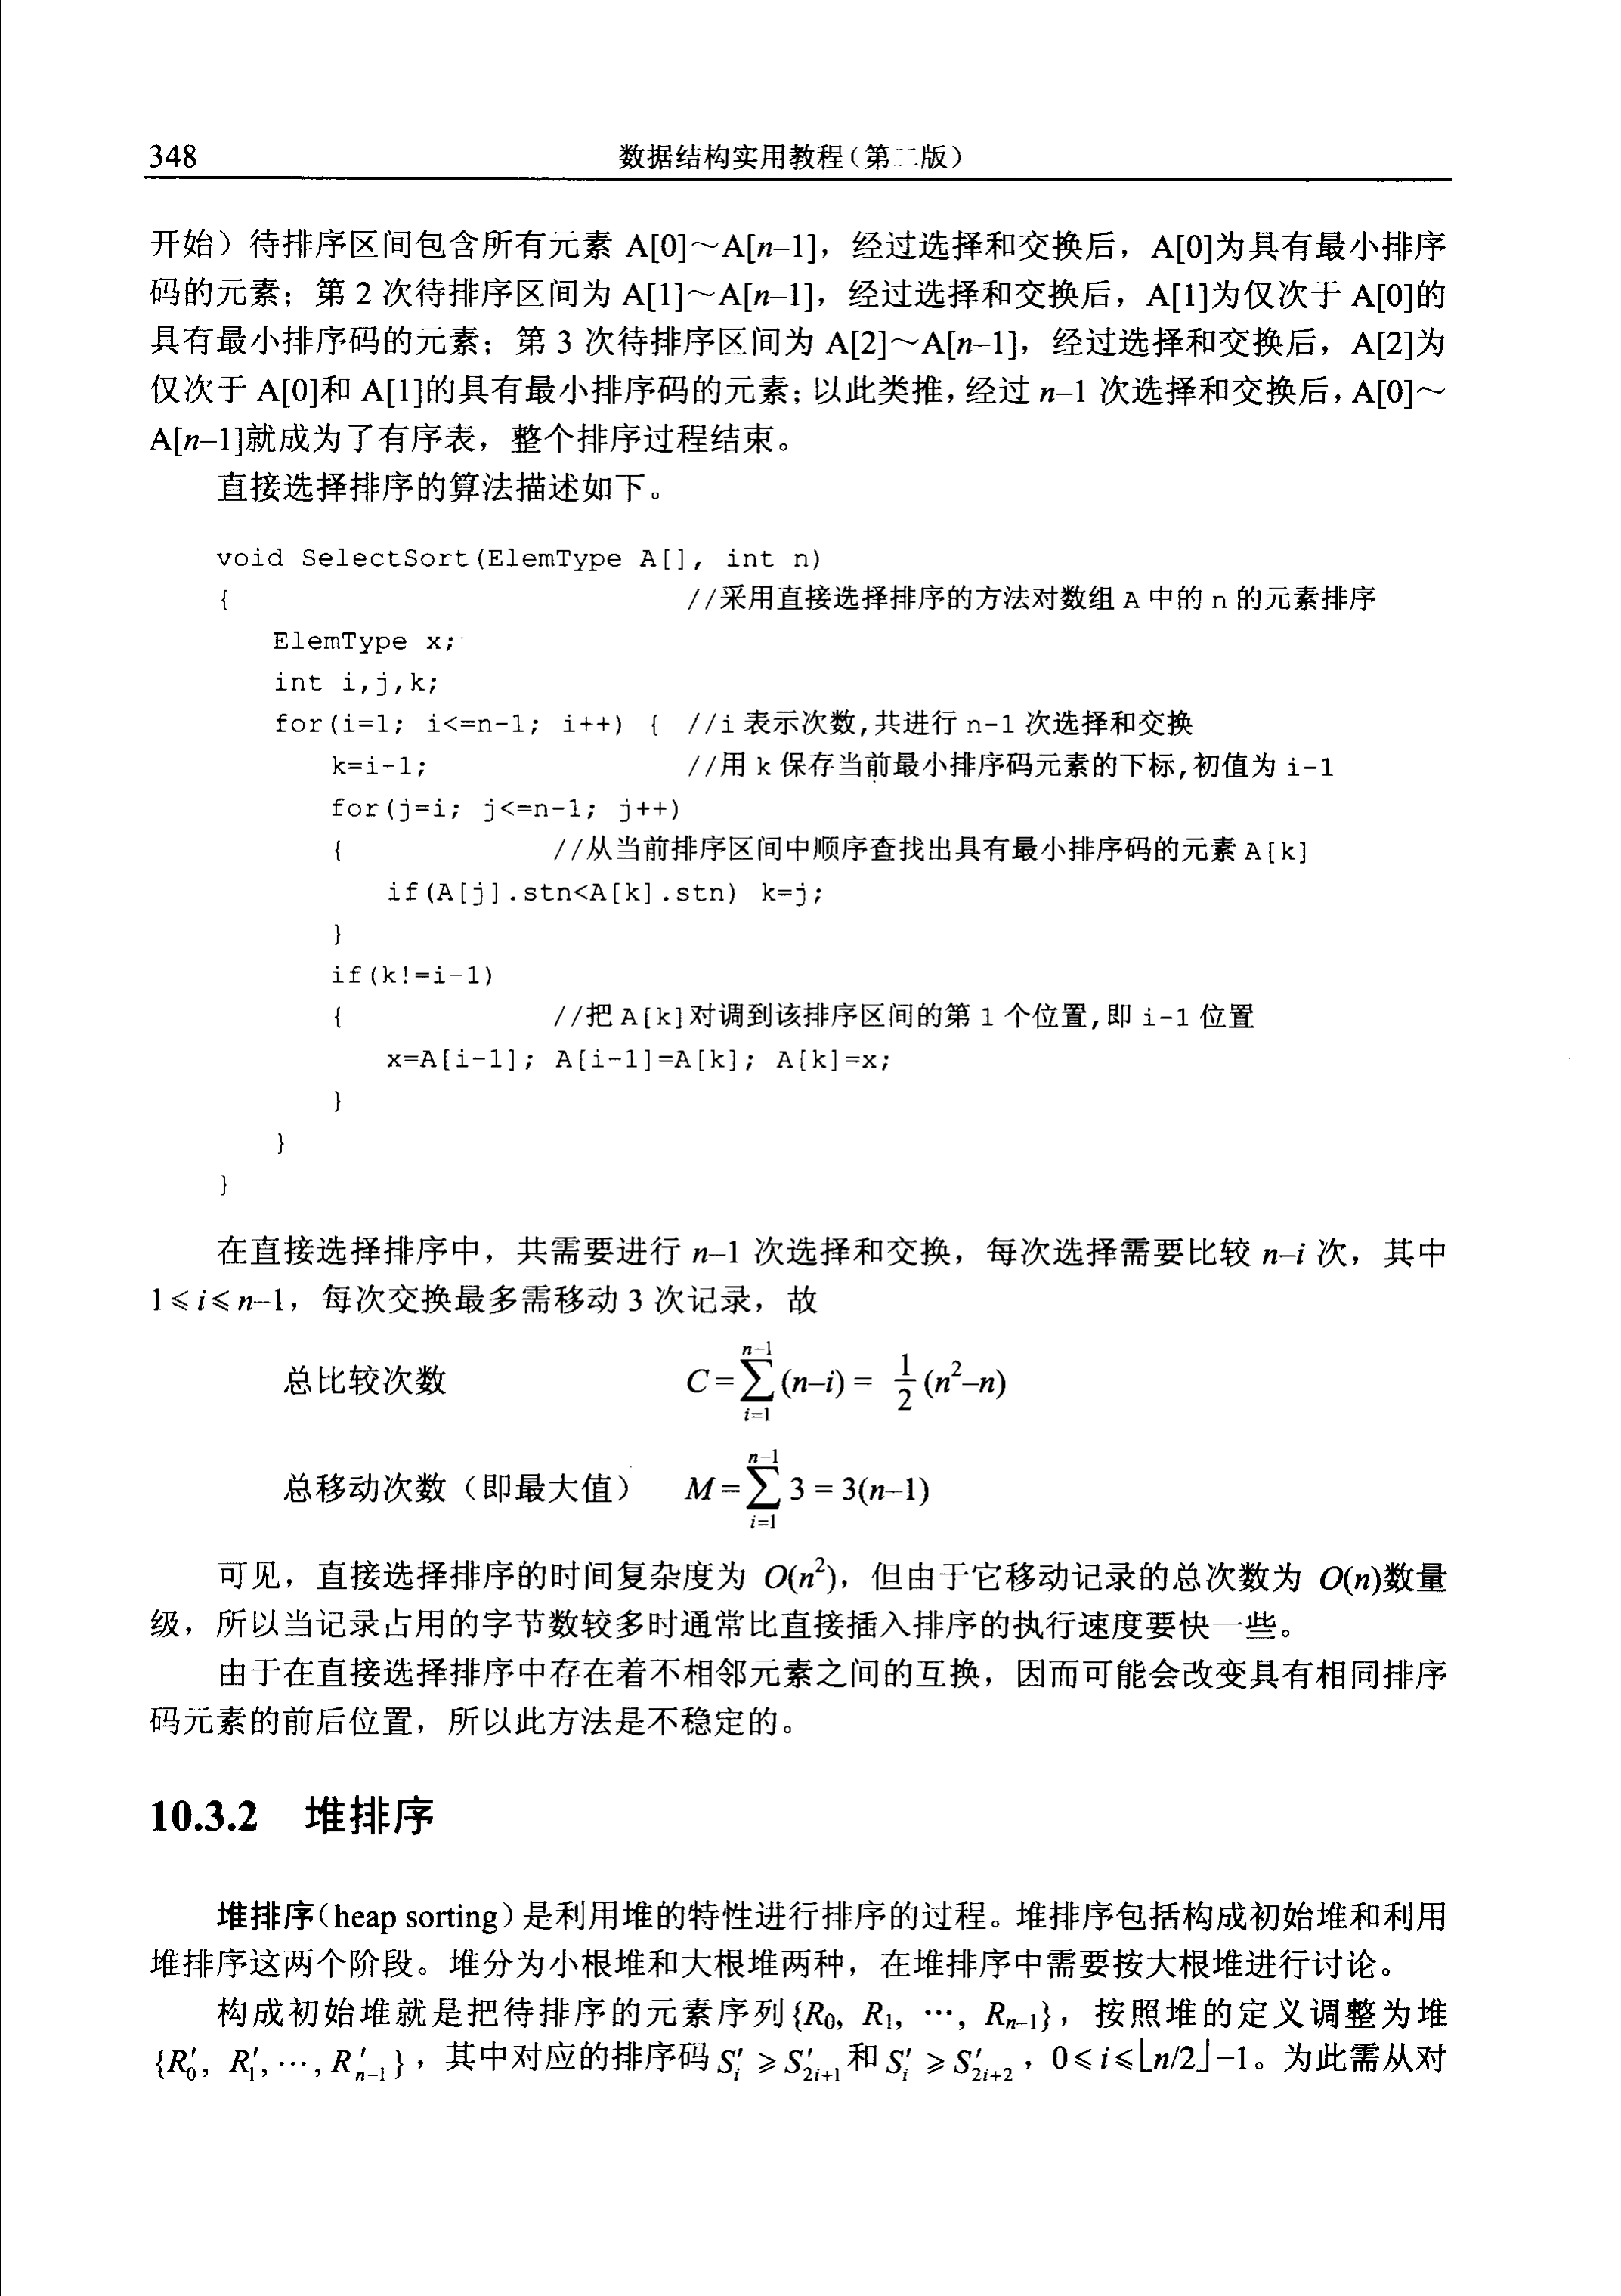 348 数据结构实用教程(第二版)
开始）待排序区间包含所有元素 A[0]～A[n–1]，经过选择和交换后，A[0]为具有最小排序
码的元素；第 2 次待排序区间为 A[1]～A[n–1]，经过选择和交换后，A[1]为仅次于 A[0]的
具有最小排序码的元素；第 3 次待排序区间为 A[2]～A[n–1]，经过选择和交换后，A[2]为
仅次于 A[0]和 A[1]的具有最小排序码的元素；以此类推，经过 n–1 次选择和交换后，A[0]～
A[n–1]就成为了有序表，整个排序过程结束。
直接选择排序的算法描述如下。
void SelectSort(ElemType A[], int n)
{ //采用直接选择排序的方法对数组 A 中的 n 的元素排序
ElemType x;
int i,j,k;
for(i=1; i<=n-1; i++) { //i 表示次数,共进行 n-1 次选择和交换
k=i-1; //用 k 保存当前最小排序码元素的下标,初值为 i-1
for(j=i; j<=n-1; j++)
{ //从当前排序区间中顺序查找出具有最小排序码的元素 A[k]
if(A[j].stn<A[k].stn) k=j;
}
if(k!=i-1)
{ //把 A[k]对调到该排序区间的第 1 个位置,即 i-1 位置
x=A[i-1]; A[i-1]=A[k]; A[k]=x;
}
}
}
在直接选择排序中，共需要进行 n–1 次选择和交换，每次选择需要比较 n–i 次，其中
1≤i≤n–1，每次交换最多需移动 3 次记录，故
总比较次数 C=∑_{i=1}^{n–1}(n–i)= 1/2 (n²–n)
总移动次数（即最大值） M=∑_{i=1}^{n–1} 3=3(n–1)
可见，直接选择排序的时间复杂度为 O(n²)，但由于它移动记录的总次数为 O(n)数量
级，所以当记录占用的字节数较多时通常比直接插入排序的执行速度要快一些。
由于在直接选择排序中存在着不相邻元素之间的互换，因而可能会改变具有相同排序
码元素的前后位置，所以此方法是不稳定的。
10.3.2 堆排序
堆排序(heap sorting)是利用堆的特性进行排序的过程。堆排序包括构成初始堆和利用
堆排序这两个阶段。堆分为小根堆和大根堆两种，在堆排序中需要按大根堆进行讨论。
构成初始堆就是把待排序的元素序列{R₀, R₁, …, Rₙ₋₁}，按照堆的定义调整为堆
{R′₀, R′₁, …, R′ₙ₋₁}，其中对应的排序码 S′ᵢ≥S′₂ᵢ₊₁ 和 S′ᵢ≥S′₂ᵢ₊₂，0≤i≤⌊n/2⌋–1。为此需从对